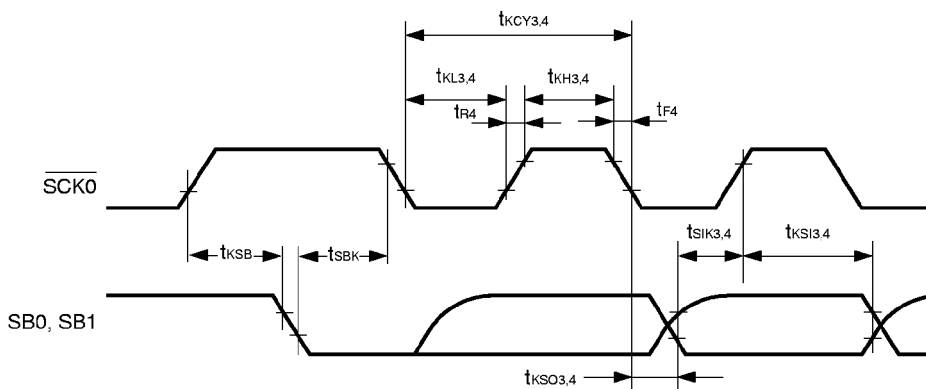 tKCY3,4
tKL3,4
tKH3,4
tR4
tF4
SCK0
tKSB
tSBK
tSIK3,4
tKSI3,4
SB0, SB1
tKSO3,4